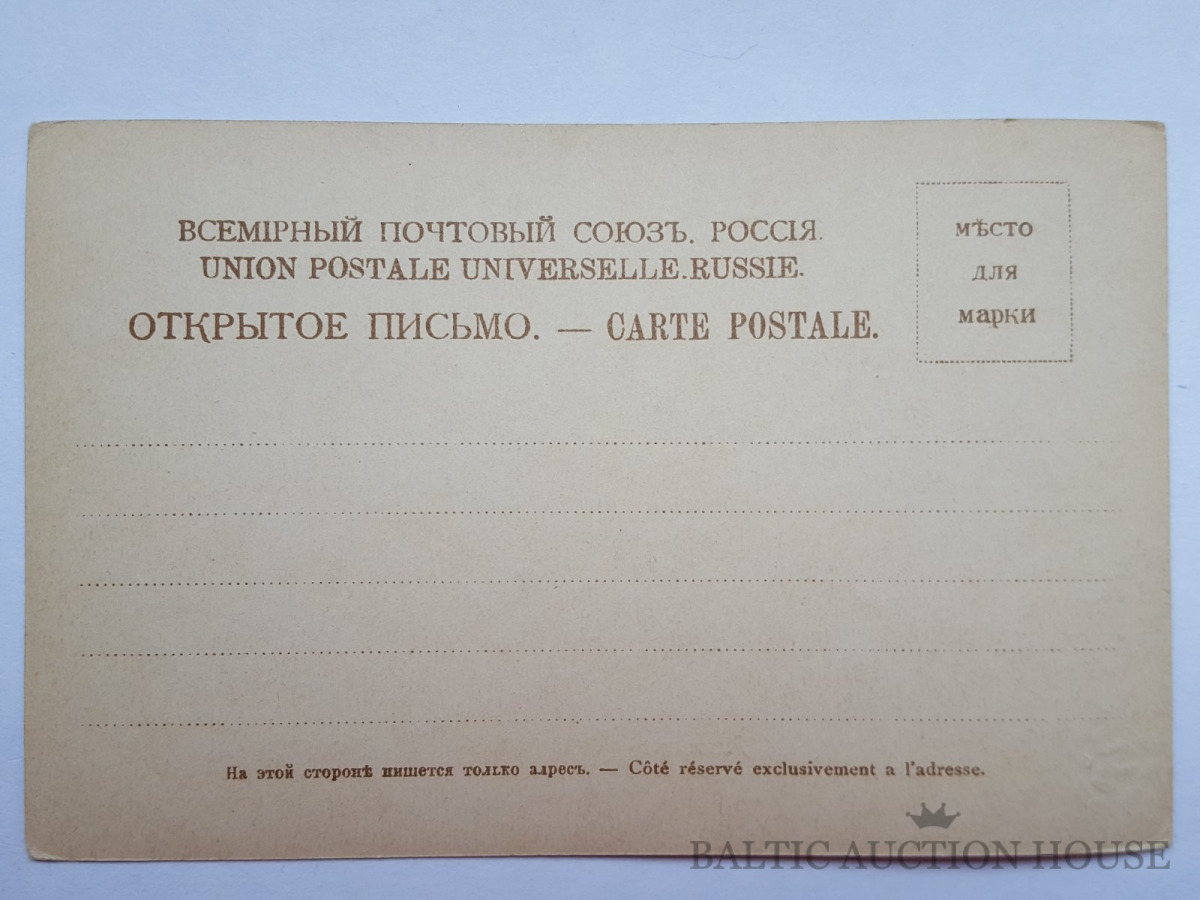 ВСЕМІРНЫЙ ПОЧТОВЫЙ СОЮЗЪ. РОССІЯ.
UNION POSTALE UNIVERSELLE.RUSSIE.
ОТКРЫТОЕ ПИСЬМО. — CARTE POSTALE.
мѣсто
для
марки
На этой сторонѣ пишется только адресъ. — Côté réservé exclusivement a l'adresse.
BALTIC AUCTION HOUSE